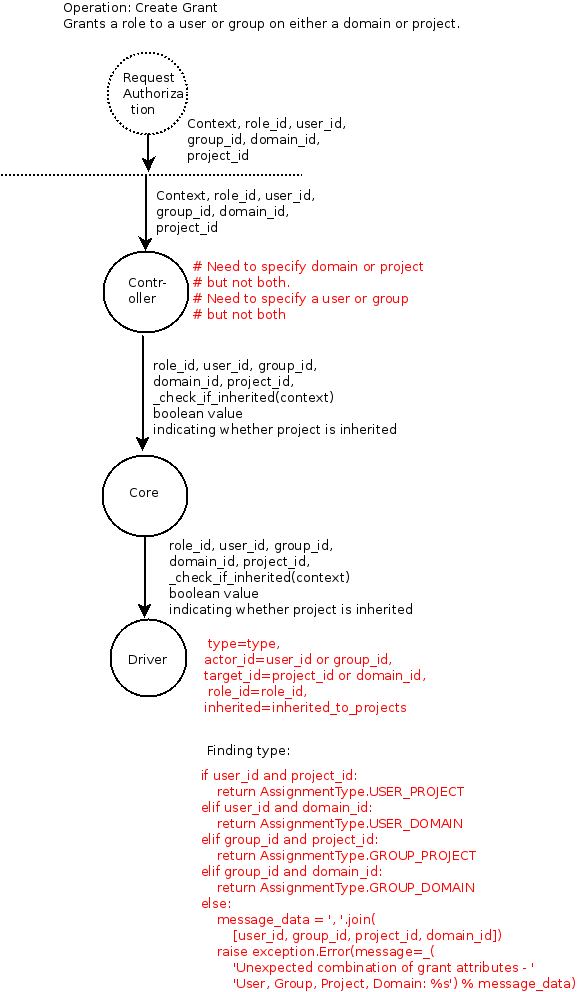 Operation: Create Grant
Grants a role to a user or group on either a domain or project.
Request
Authoriza
tion
Context, role_id, user_id,
group_id, domain_id,
project_id
Context, role_id, user_id,
group_id, domain_id,
project_id
Contr-
oller
# Need to specify domain or project
# but not both.
# Need to specify a user or group
# but not both
role_id, user_id, group_id,
domain_id, project_id,
_check_if_inherited(context)
boolean value
indicating whether project is inherited
Core
role_id, user_id, group_id,
domain_id, project_id,
_check_if_inherited(context)
boolean value
indicating whether project is inherited
Driver
type=type,
actor_id=user_id or group_id,
target_id=project_id or domain_id,
role_id=role_id,
inherited=inherited_to_projects
Finding type:
if user_id and project_id:
return AssignmentType.USER_PROJECT
elif user_id and domain_id:
return AssignmentType.USER_DOMAIN
elif group_id and project_id:
return AssignmentType.GROUP_PROJECT
elif group_id and domain_id:
return AssignmentType.GROUP_DOMAIN
else:
message_data = ', '.join(
[user_id, group_id, project_id, domain_id])
raise exception.Error(message=_(
'Unexpected combination of grant attributes - '
'User, Group, Project, Domain: %s') % message_data)